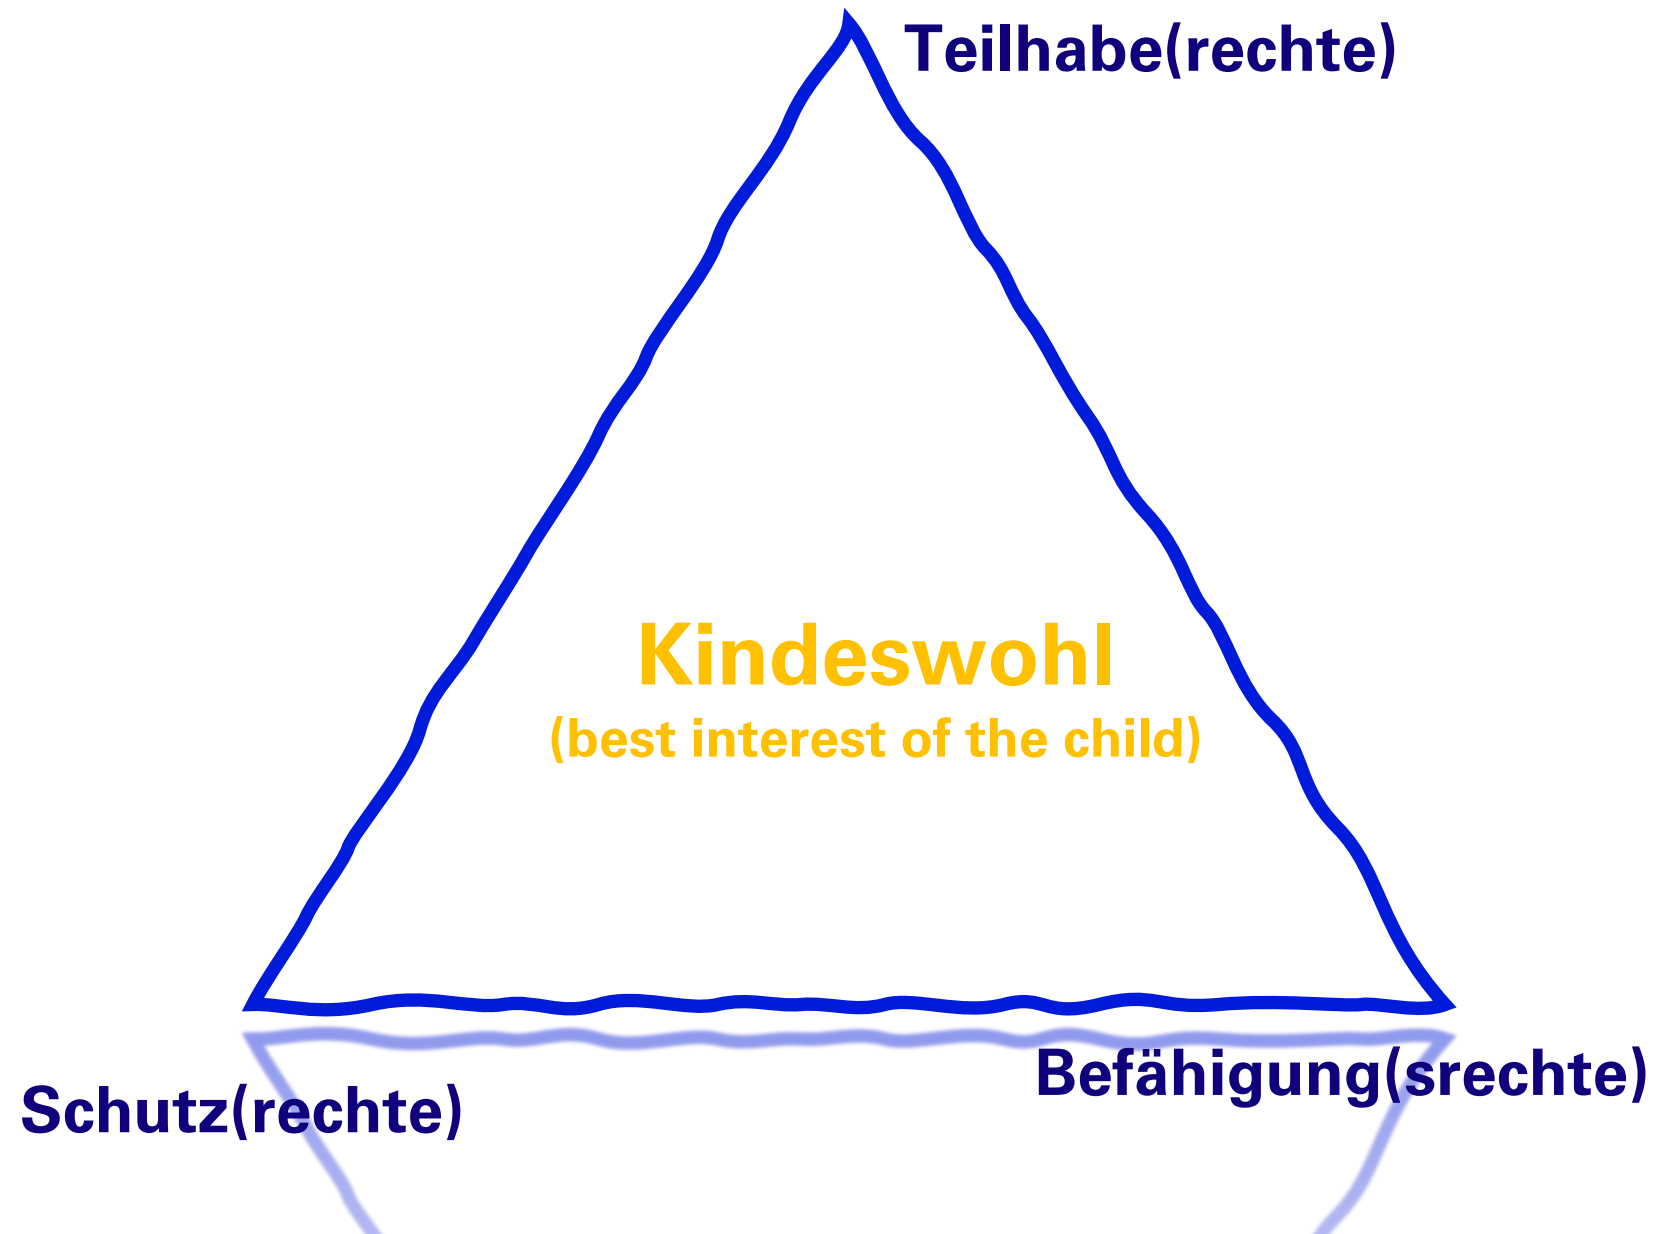 Teilhabe(rechte)
Kindeswohl
(best interest of the child)
Befähigung(srechte)
Schutz(rechte)